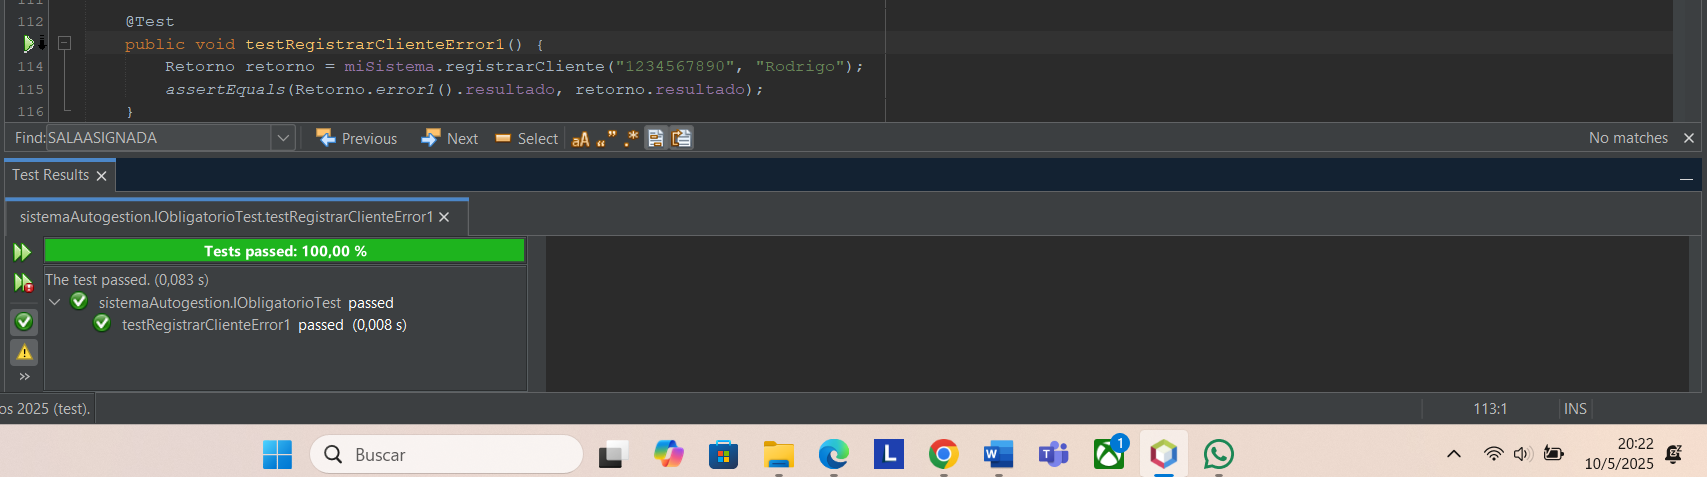 111
112 @Test
public void testRegistrarClienteError1() {
114 Retorno retorno = miSistema.registrarCliente("1234567890", "Rodrigo");
115 assertEquals(Retorno.error1().resultado, retorno.resultado);
116 }
Find: SALAASIGNADA Previous Next Select aA „” .* No matches
Test Results
sistemaAutogestion.IObligatorioTest.testRegistrarClienteError1
Tests passed: 100,00 %
The test passed. (0,083 s)
sistemaAutogestion.IObligatorioTest passed
testRegistrarClienteError1 passed (0,008 s)
»
os 2025 (test). 113:1 INS
Buscar L W T 1 20:22
10/5/2025